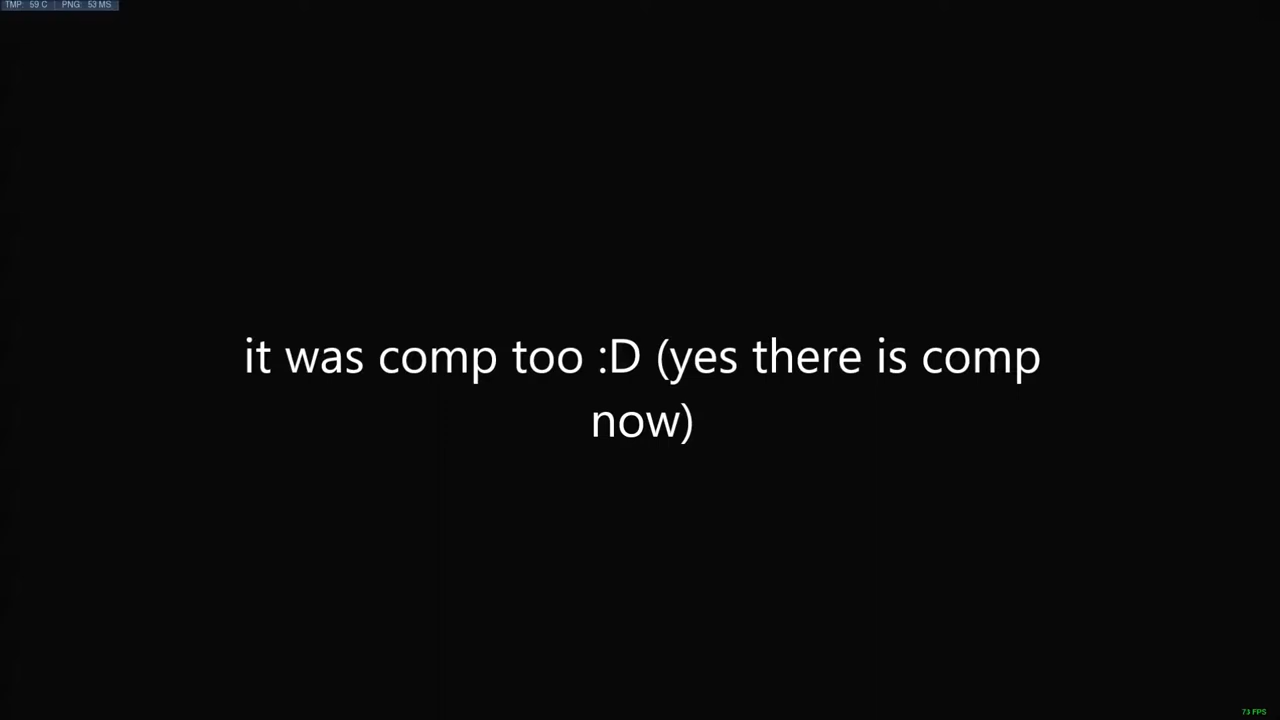 TMP: 59 C | PNG: 53 MS
it was comp too :D (yes there is comp
now)
73 FPS